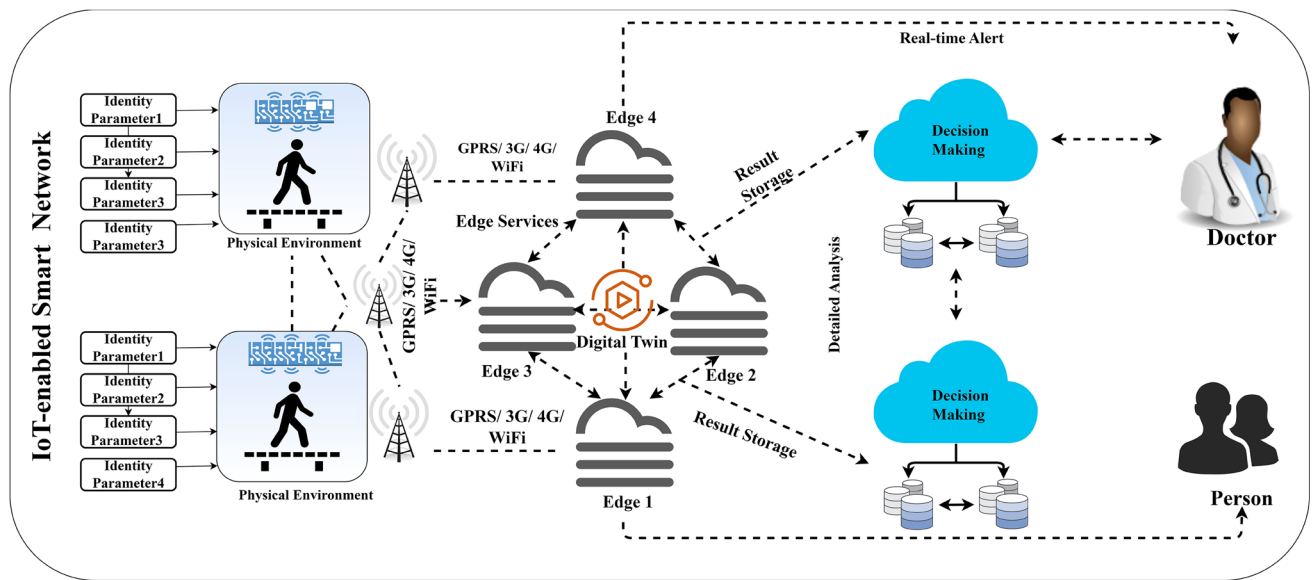 IoT-enabled Smart Network
Identity
Parameter1
Identity
Parameter2
Identity
Parameter3
Identity
Parameter3
Physical Environment
Identity
Parameter1
Identity
Parameter2
Identity
Parameter3
Identity
Parameter4
Physical Environment
GPRS/ 3G/ 4G/
WiFi
GPRS/ 3G/ 4G/
WiFi
GPRS/ 3G/ 4G/
WiFi
Edge 4
Edge Services
Edge 3
Digital Twin
Edge 2
Edge 1
Real-time Alert
Result
Storage
Result Storage
Detailed Analysis
Decision
Making
Decision
Making
Doctor
Person